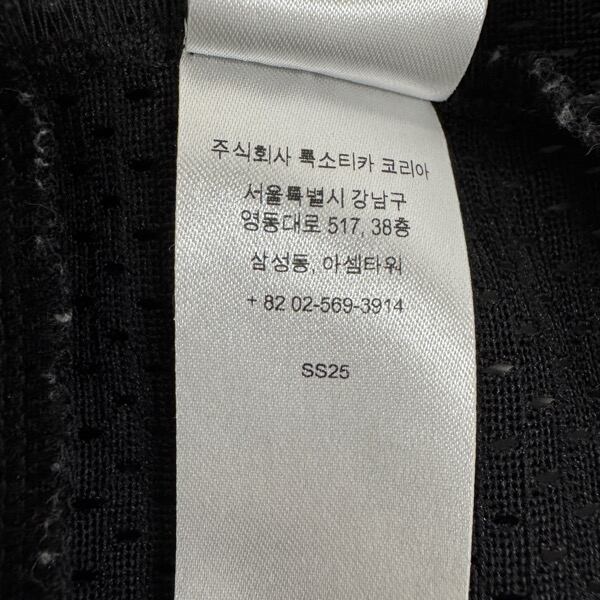 주식회사 룩소티카 코리아
서울특별시 강남구
영동대로 517, 38층
삼성동, 아셈타워
+ 82 02-569-3914
SS25